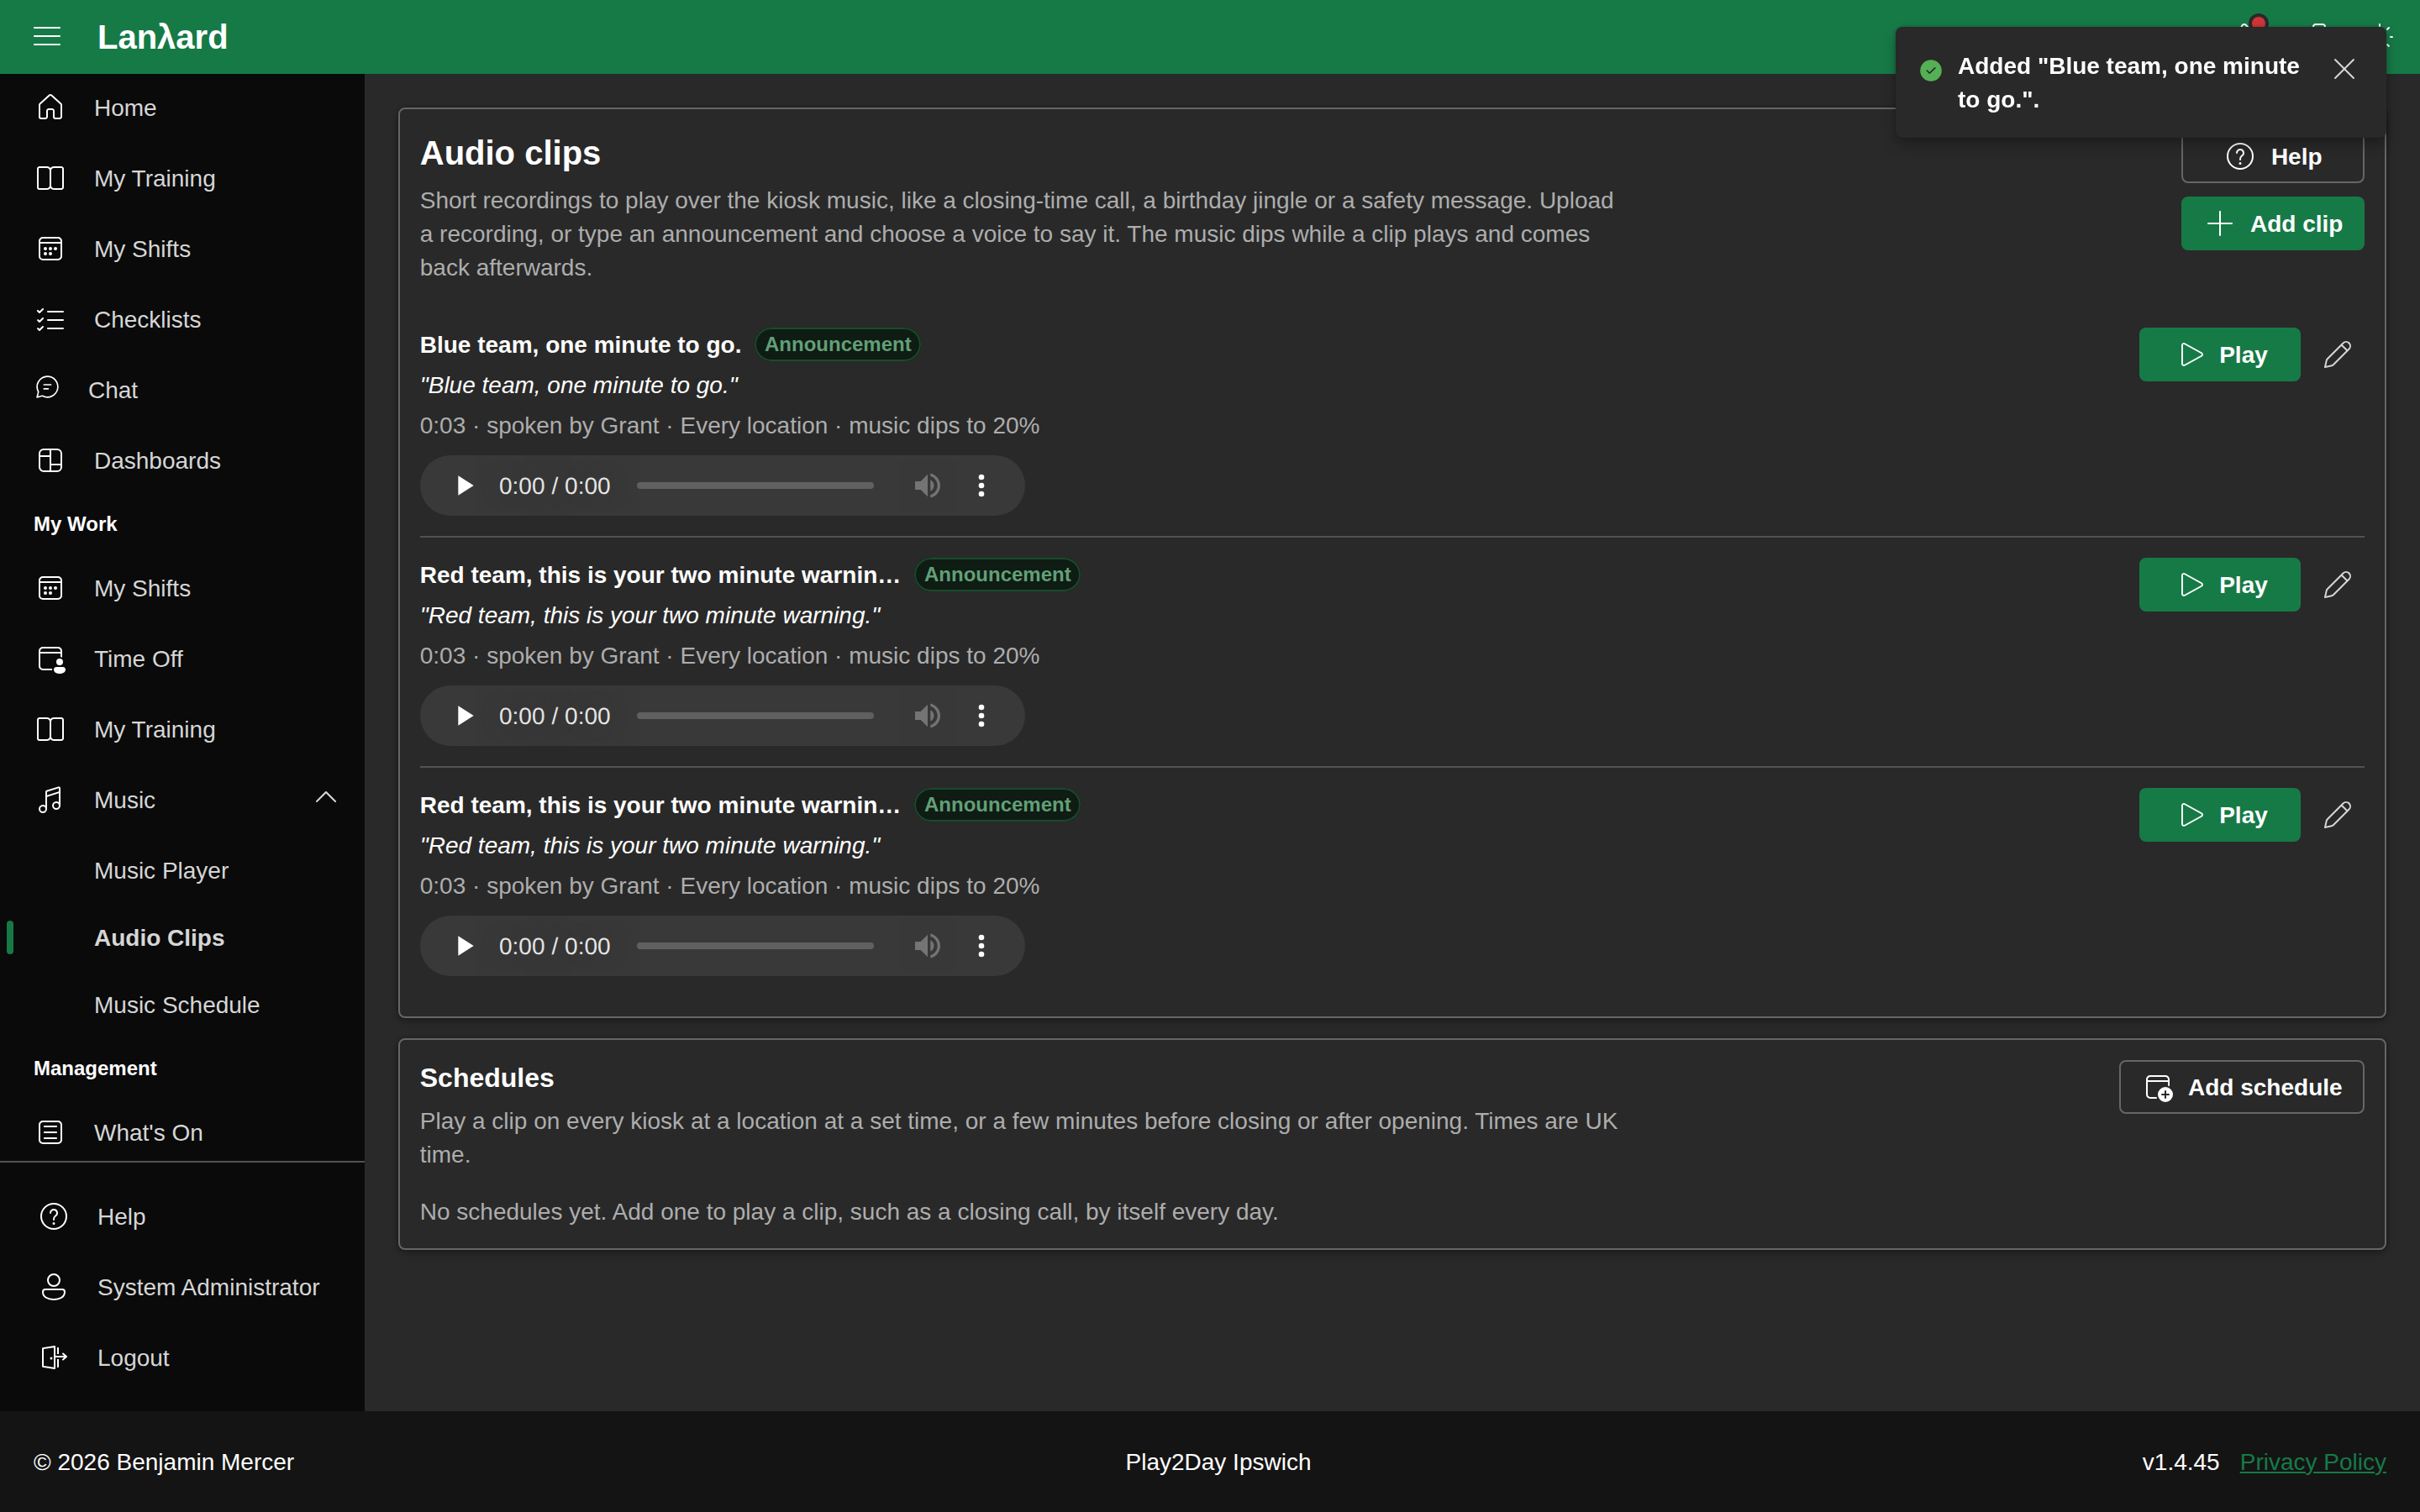 Lanλard
Added "Blue team, one minute
to go.".
Home
My Training
My Shifts
Checklists
Chat
Dashboards
My Work
My Shifts
Time Off
My Training
Music
Music Player
Audio Clips
Music Schedule
Management
What's On
Help
System Administrator
Logout
Audio clips
Short recordings to play over the kiosk music, like a closing-time call, a birthday jingle or a safety message. Upload
a recording, or type an announcement and choose a voice to say it. The music dips while a clip plays and comes
back afterwards.
Help
Add clip
Blue team, one minute to go. Announcement
"Blue team, one minute to go."
0:03 · spoken by Grant · Every location · music dips to 20%
0:00 / 0:00
Play
Red team, this is your two minute warnin… Announcement
"Red team, this is your two minute warning."
0:03 · spoken by Grant · Every location · music dips to 20%
0:00 / 0:00
Play
Red team, this is your two minute warnin… Announcement
"Red team, this is your two minute warning."
0:03 · spoken by Grant · Every location · music dips to 20%
0:00 / 0:00
Play
Schedules
Play a clip on every kiosk at a location at a set time, or a few minutes before closing or after opening. Times are UK
time.
No schedules yet. Add one to play a clip, such as a closing call, by itself every day.
Add schedule
© 2026 Benjamin Mercer
Play2Day Ipswich
v1.4.45 Privacy Policy